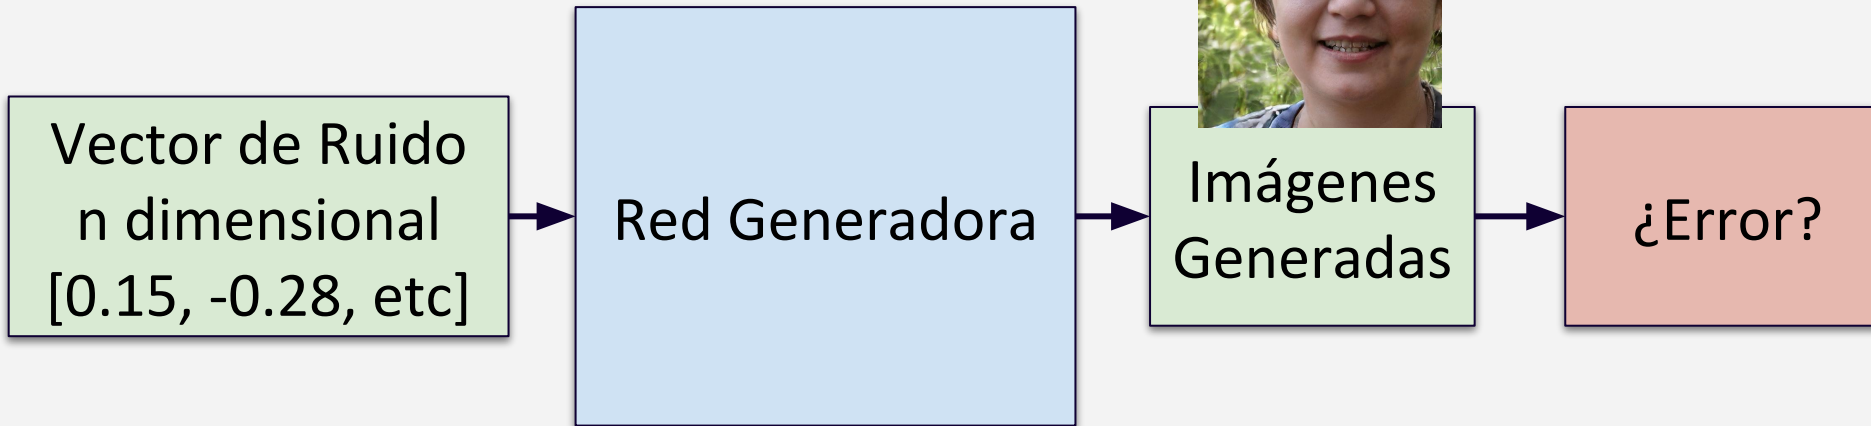 Vector de Ruido
n dimensional
[0.15, -0.28, etc]
Red Generadora
Imágenes
Generadas
¿Error?